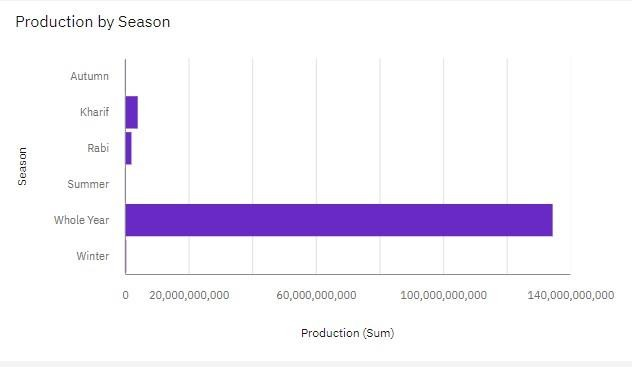 Production by Season
Autumn
Kharif
Rabi
Summer
Whole Year
Winter
Season
0 20,000,000,000 60,000,000,000 100,000,000,000 140,000,000,000
Production (Sum)